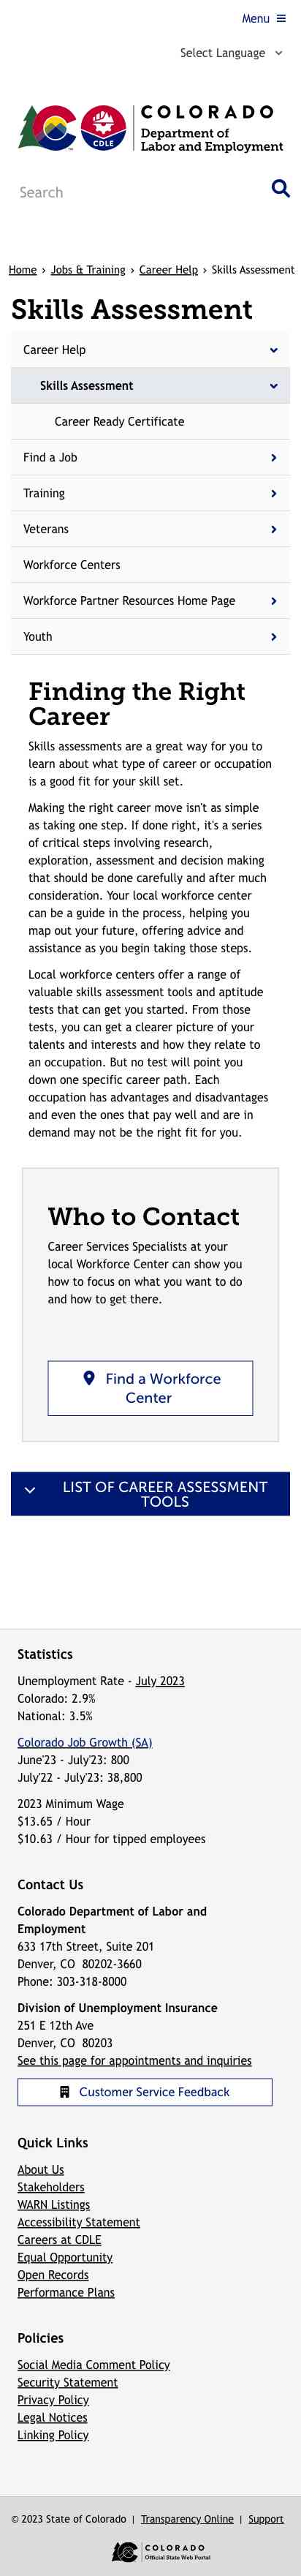 Menu
Select Language
COLORADO
Department of
Labor and Employment
CDLE
Search
Home › Jobs & Training › Career Help › Skills Assessment
Skills Assessment
Career Help
Skills Assessment
Career Ready Certificate
Find a Job
Training
Veterans
Workforce Centers
Workforce Partner Resources Home Page
Youth
Finding the Right
Career
Skills assessments are a great way for you to
learn about what type of career or occupation
is a good fit for your skill set.
Making the right career move isn't as simple
as taking one step. If done right, it's a series
of critical steps involving research,
exploration, assessment and decision making
that should be done carefully and after much
consideration. Your local workforce center
can be a guide in the process, helping you
map out your future, offering advice and
assistance as you begin taking those steps.
Local workforce centers offer a range of
valuable skills assessment tools and aptitude
tests that can get you started. From those
tests, you can get a clearer picture of your
talents and interests and how they relate to
an occupation. But no test will point you
down one specific career path. Each
occupation has advantages and disadvantages
and even the ones that pay well and are in
demand may not be the right fit for you.
Who to Contact
Career Services Specialists at your
local Workforce Center can show you
how to focus on what you want to do
and how to get there.
Find a Workforce
Center
LIST OF CAREER ASSESSMENT
TOOLS
Statistics
Unemployment Rate - July 2023
Colorado: 2.9%
National: 3.5%
Colorado Job Growth (SA)
June'23 - July'23: 800
July'22 - July'23: 38,800
2023 Minimum Wage
$13.65 / Hour
$10.63 / Hour for tipped employees
Contact Us
Colorado Department of Labor and
Employment
633 17th Street, Suite 201
Denver, CO  80202-3660
Phone: 303-318-8000
Division of Unemployment Insurance
251 E 12th Ave
Denver, CO  80203
See this page for appointments and inquiries
Customer Service Feedback
Quick Links
About Us
Stakeholders
WARN Listings
Accessibility Statement
Careers at CDLE
Equal Opportunity
Open Records
Performance Plans
Policies
Social Media Comment Policy
Security Statement
Privacy Policy
Legal Notices
Linking Policy
© 2023 State of Colorado | Transparency Online | Support
COLORADO
Official State Web Portal